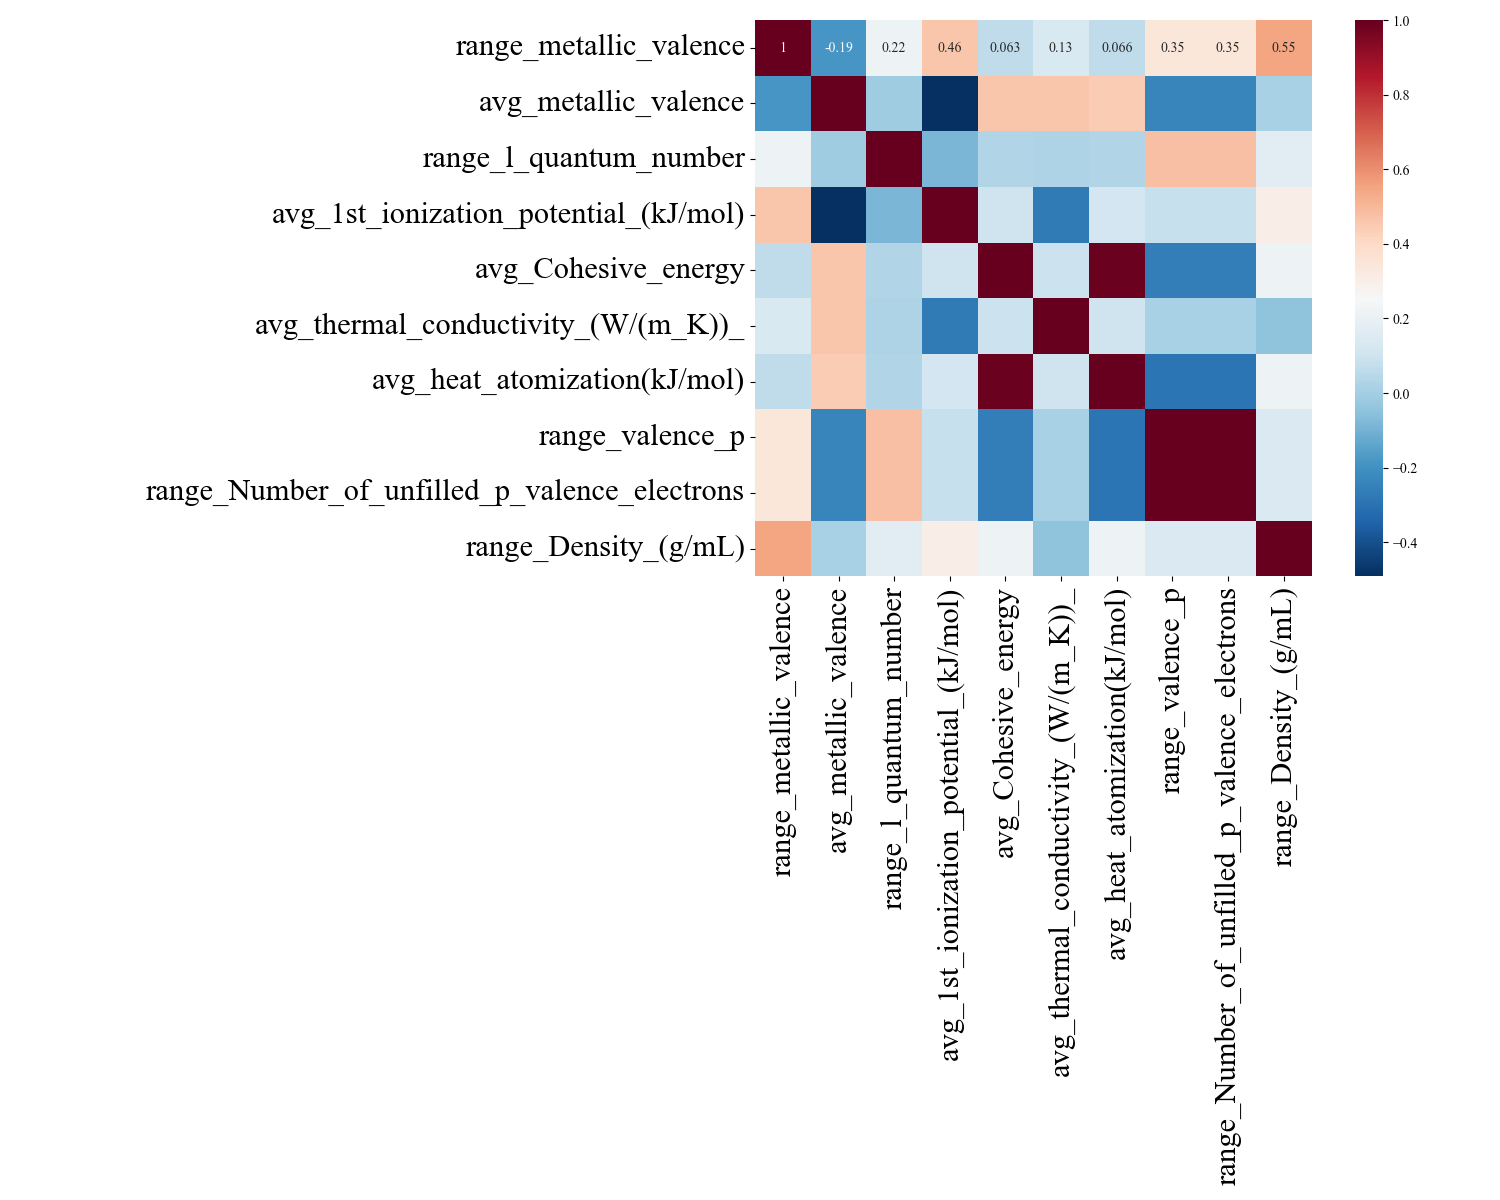 range_metallic_valence
1 -0.19 0.22 0.46 0.063 0.13 0.066 0.35 0.35 0.55
avg_metallic_valence
range_l_quantum_number
avg_1st_ionization_potential_(kJ/mol)
avg_Cohesive_energy
avg_thermal_conductivity_(W/(m_K))_
avg_heat_atomization(kJ/mol)
range_valence_p
range_Number_of_unfilled_p_valence_electrons
range_Density_(g/mL)
range_metallic_valence
avg_metallic_valence
range_l_quantum_number
avg_1st_ionization_potential_(kJ/mol)
avg_Cohesive_energy
avg_thermal_conductivity_(W/(m_K))_
avg_heat_atomization(kJ/mol)
range_valence_p
range_Number_of_unfilled_p_valence_electrons
range_Density_(g/mL)
1.0
0.8
0.6
0.4
0.2
0.0
−0.2
−0.4